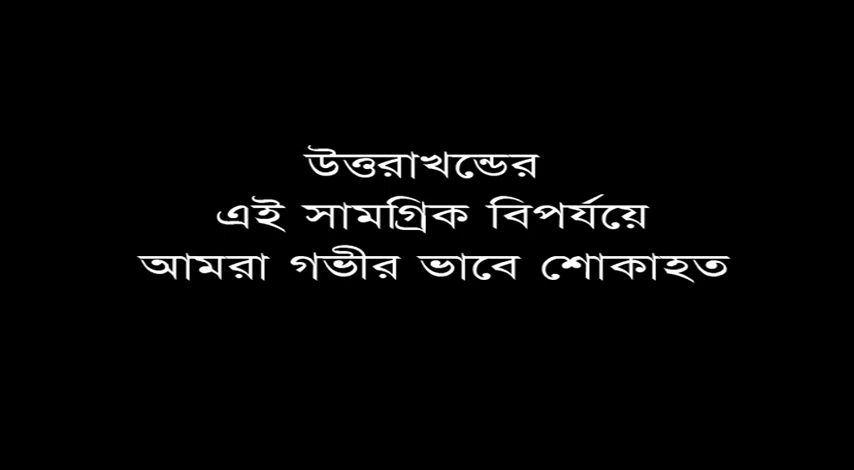 উত্তরাখন্ডের
এই সামগ্রিক বিপর্যয়ে
আমরা গভীর ভাবে শোকাহত